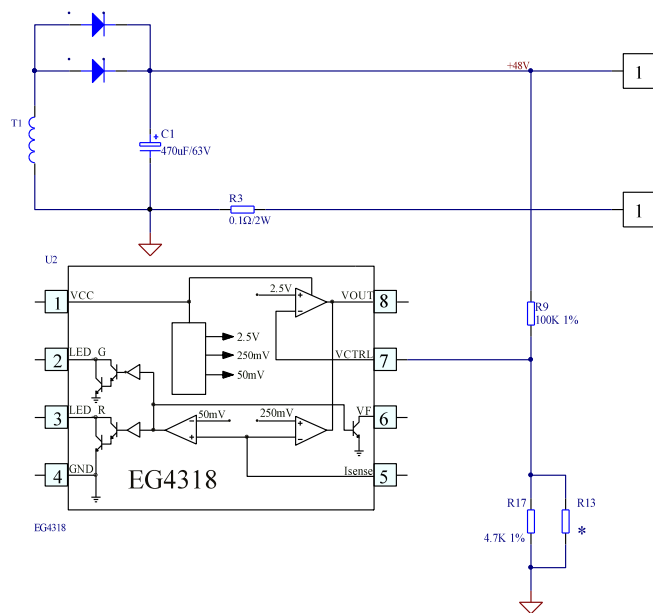 +48V
1
T1
C1
470uF/63V
R3
0.1Ω/2W
1
U2
1
VCC
2.5V
VOUT
8
R9
100K 1%
2
LED_G
2.5V
250mV
50mV
VCTRL
7
3
LED_R
50mV
250mV
VF
6
4
GND
EG4318
Isense
5
R17
4.7K 1%
R13
*
EG4318